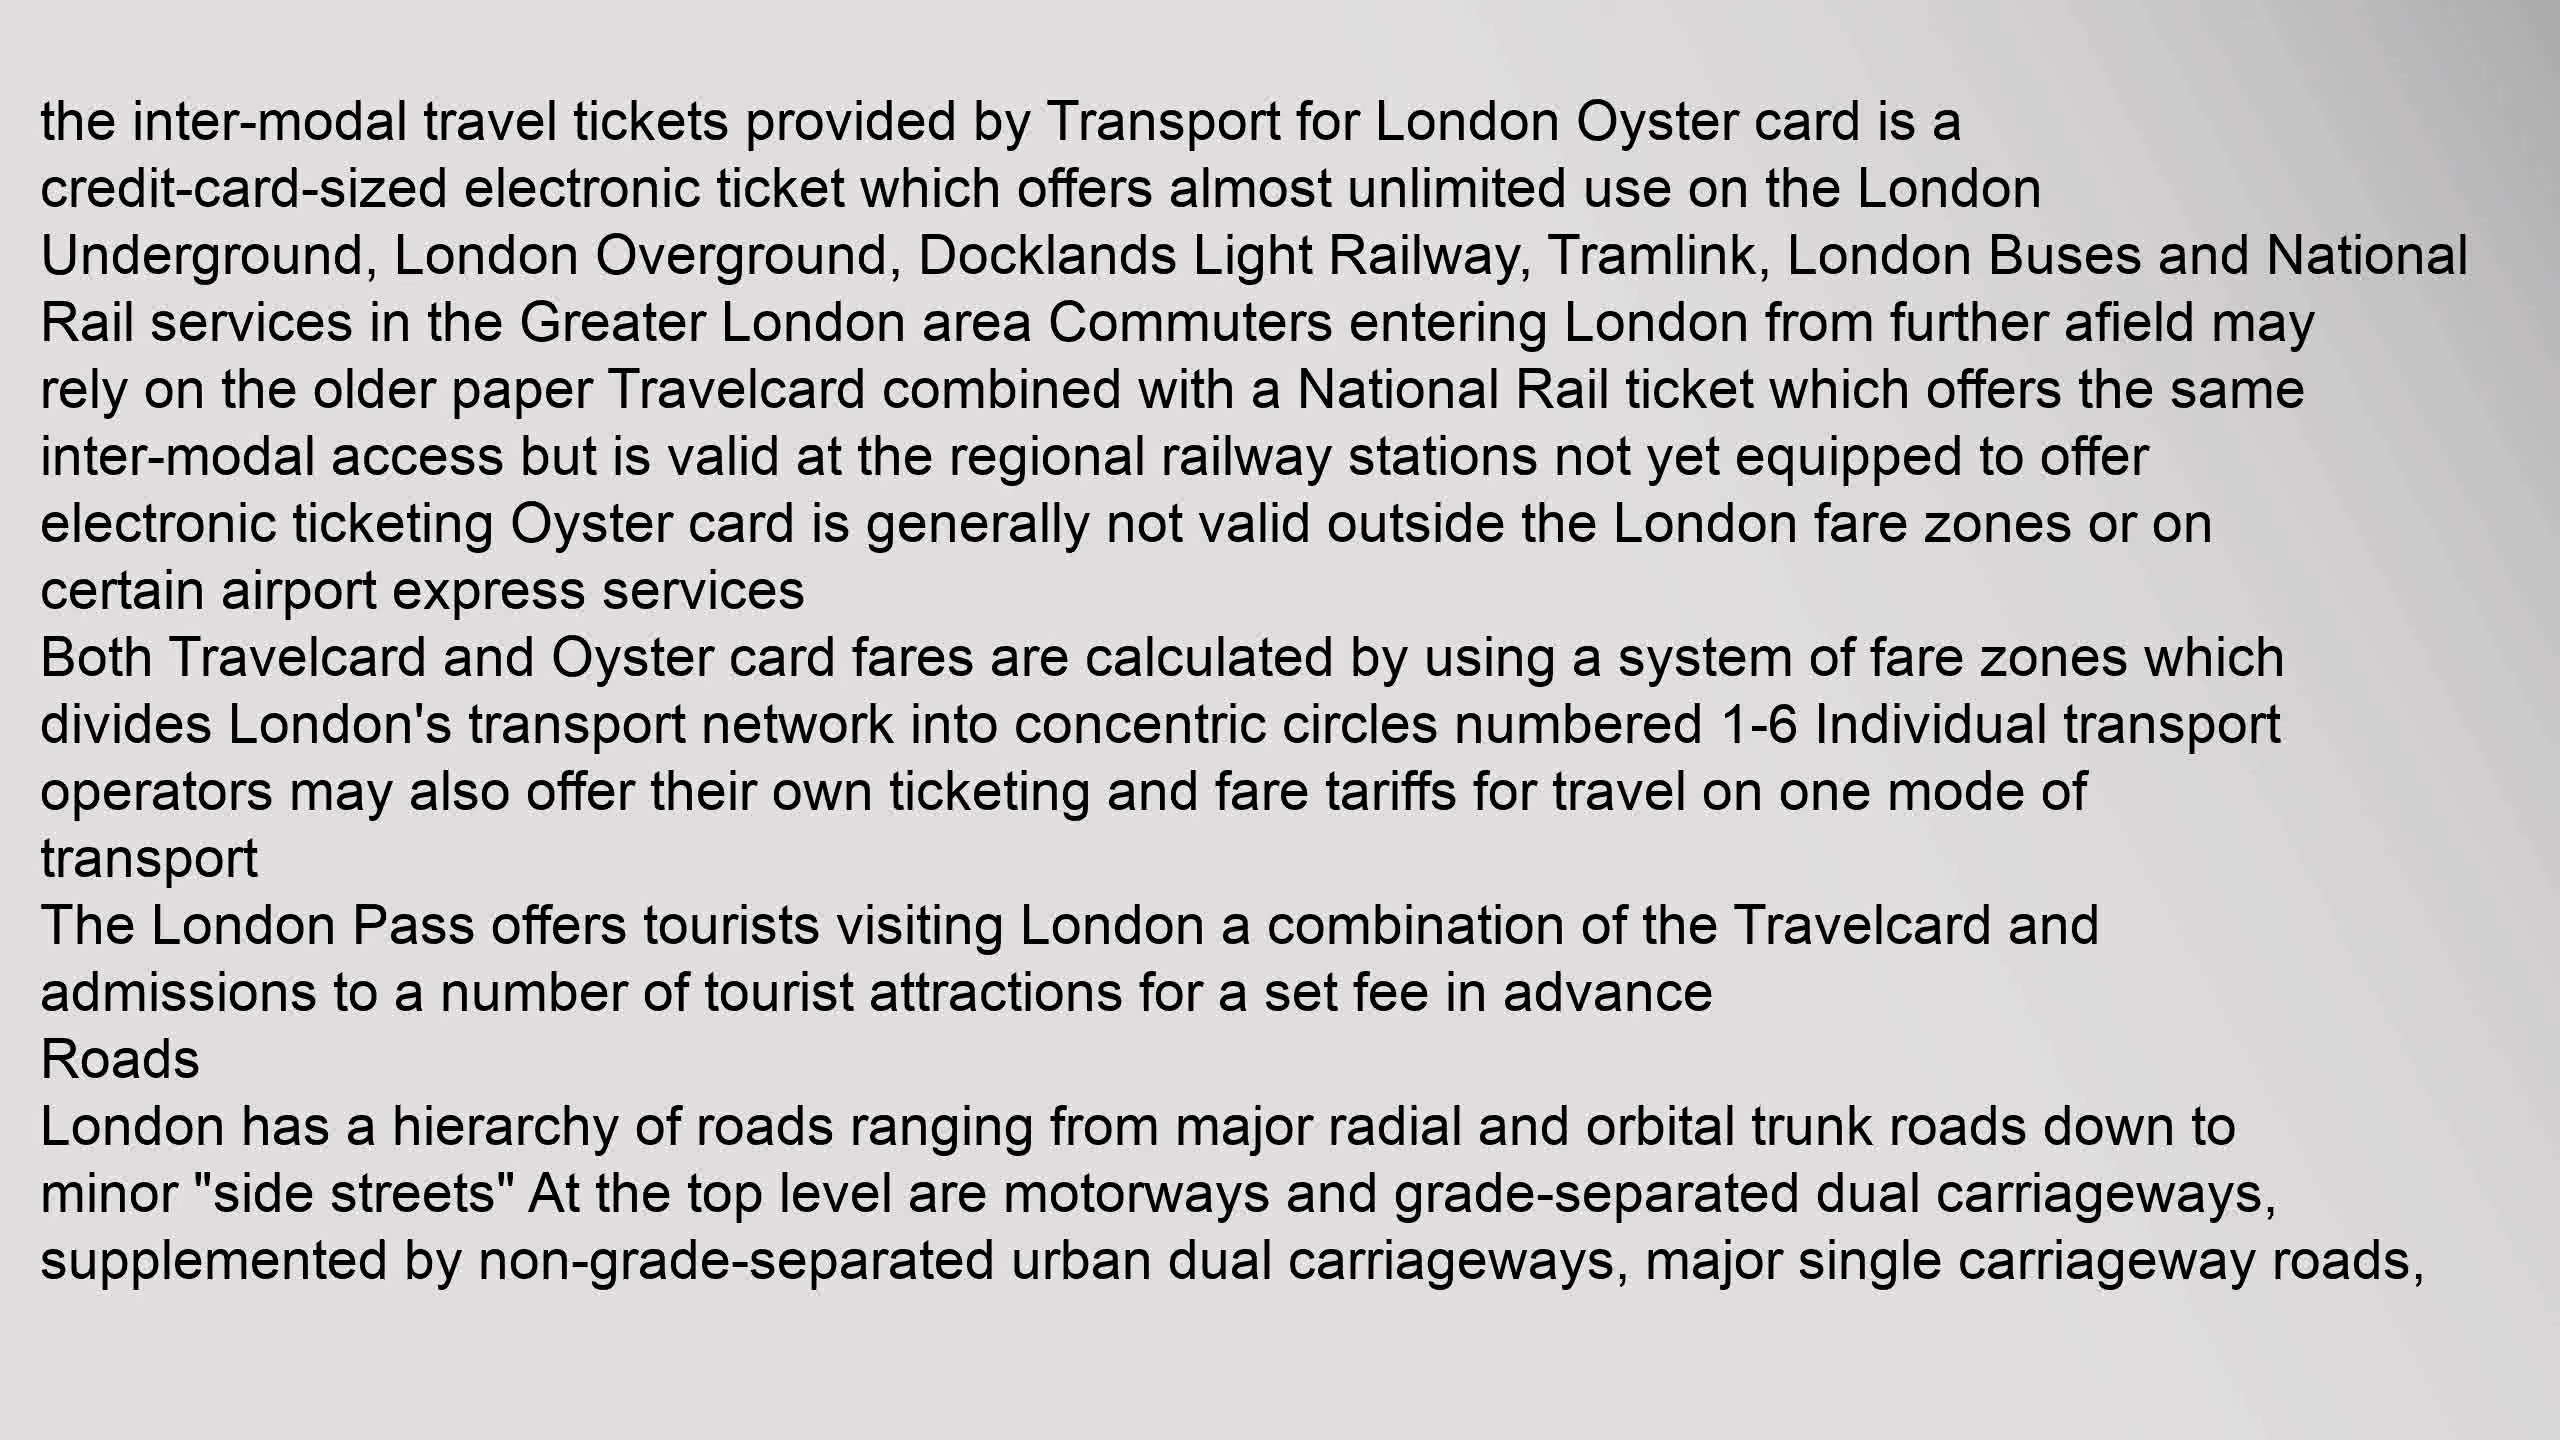 the inter-modal travel tickets provided by Transport for London Oyster card is a
credit-card-sized electronic ticket which offers almost unlimited use on the London
Underground, London Overground, Docklands Light Railway, Tramlink, London Buses and National
Rail services in the Greater London area Commuters entering London from further afield may
rely on the older paper Travelcard combined with a National Rail ticket which offers the same
inter-modal access but is valid at the regional railway stations not yet equipped to offer
electronic ticketing Oyster card is generally not valid outside the London fare zones or on
certain airport express services
Both Travelcard and Oyster card fares are calculated by using a system of fare zones which
divides London's transport network into concentric circles numbered 1-6 Individual transport
operators may also offer their own ticketing and fare tariffs for travel on one mode of
transport
The London Pass offers tourists visiting London a combination of the Travelcard and
admissions to a number of tourist attractions for a set fee in advance
Roads
London has a hierarchy of roads ranging from major radial and orbital trunk roads down to
minor "side streets" At the top level are motorways and grade-separated dual carriageways,
supplemented by non-grade-separated urban dual carriageways, major single carriageway roads,